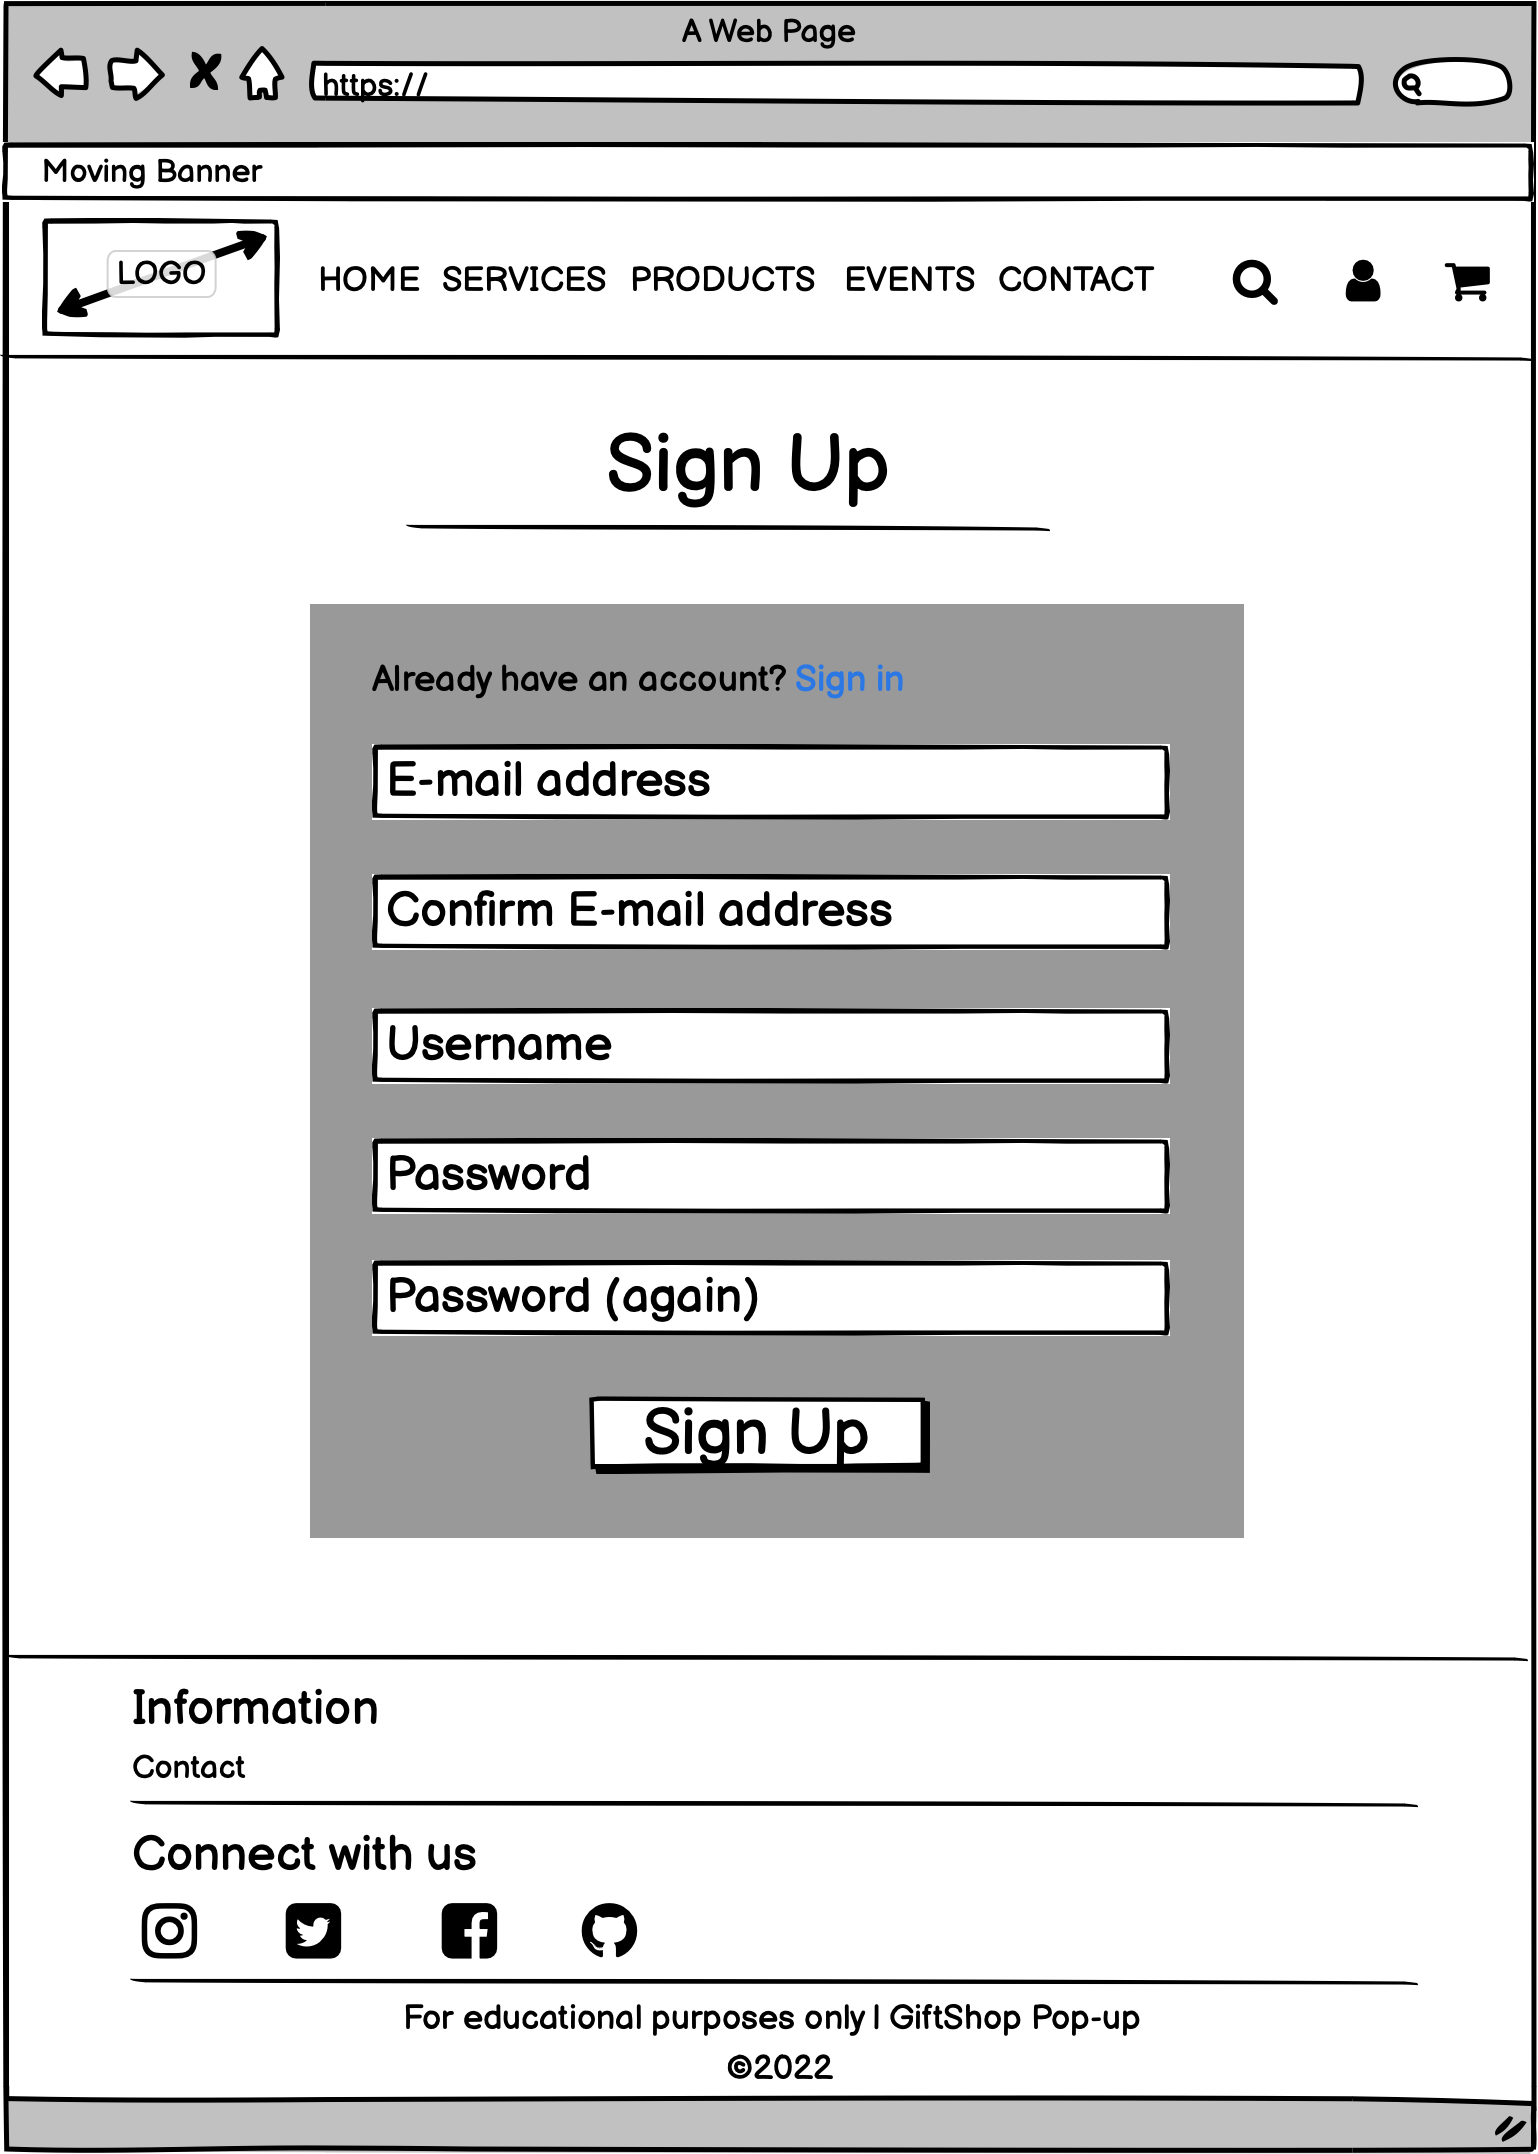 A Web Page
https://
Moving Banner
LOGO
HOME SERVICES PRODUCTS EVENTS CONTACT
Sign Up
Already have an account? Sign in
E-mail address
Confirm E-mail address
Username
Password
Password (again)
Sign Up
Information
Contact
Connect with us
For educational purposes only | GiftShop Pop-up
©2022